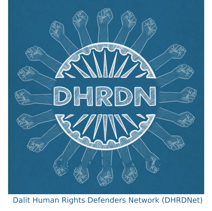 DHRDN
Dalit Human Rights Defenders Network (DHRDNet)